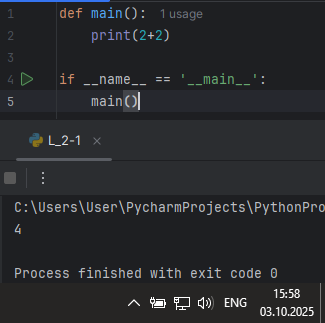 1 def main(): 1 usage
2 print(2+2)
3
4 if __name__ == '__main__':
5 main()
L_2-1
C:\Users\User\PycharmProjects\PythonPro
4
Process finished with exit code 0
ENG 15:58
03.10.2025